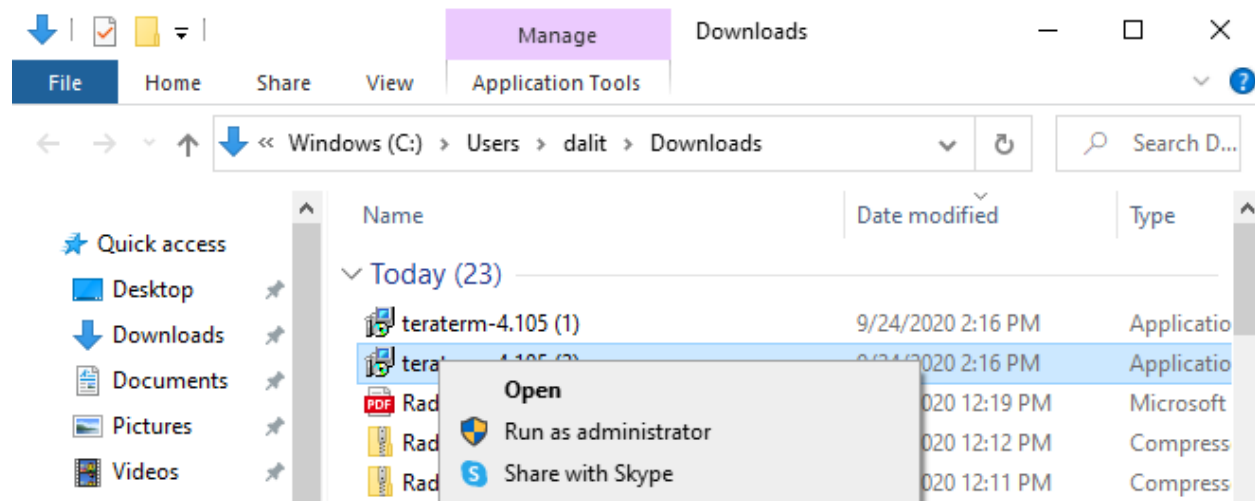 Manage Downloads
File Home Share View Application Tools ?
« Windows (C:) > Users > dalit > Downloads Search D...
Name Date modified Type
Quick access
Today (23)
Desktop
teraterm-4.105 (1) 9/24/2020 2:16 PM Applicatio
Downloads
Documents
Open
PDF Rad 020 12:19 PM Microsoft
Pictures
Run as administrator
Rad 020 12:12 PM Compress
Videos
S Share with Skype
Rad 020 12:11 PM Compress